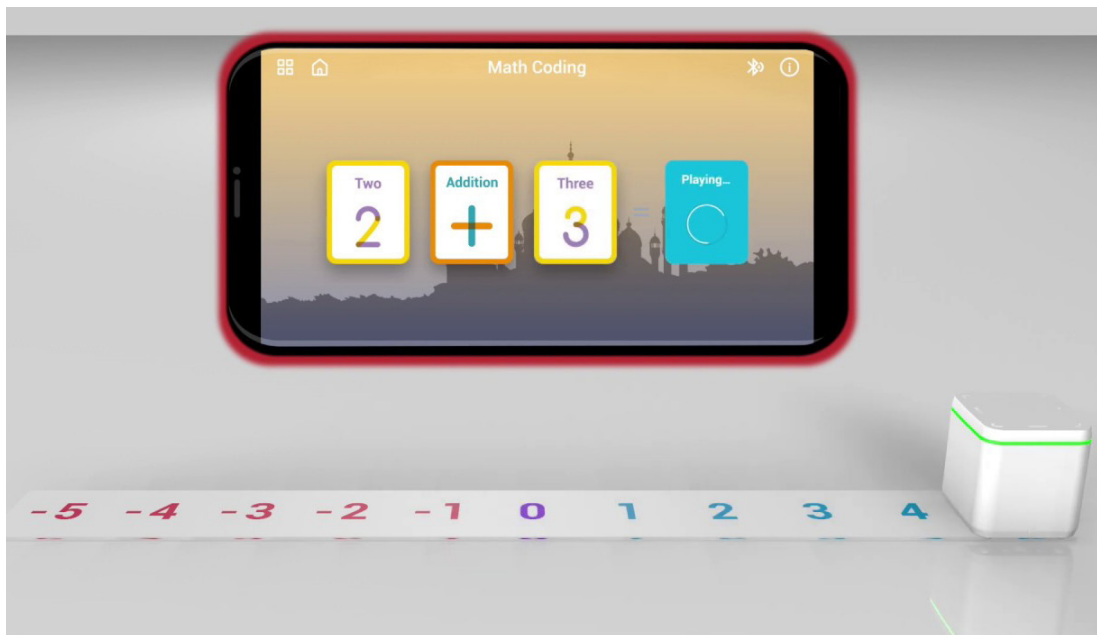 Math Coding
Two
Addition
Three
Playing...
2 + 3 =
-5 -4 -3 -2 -1 0 1 2 3 4